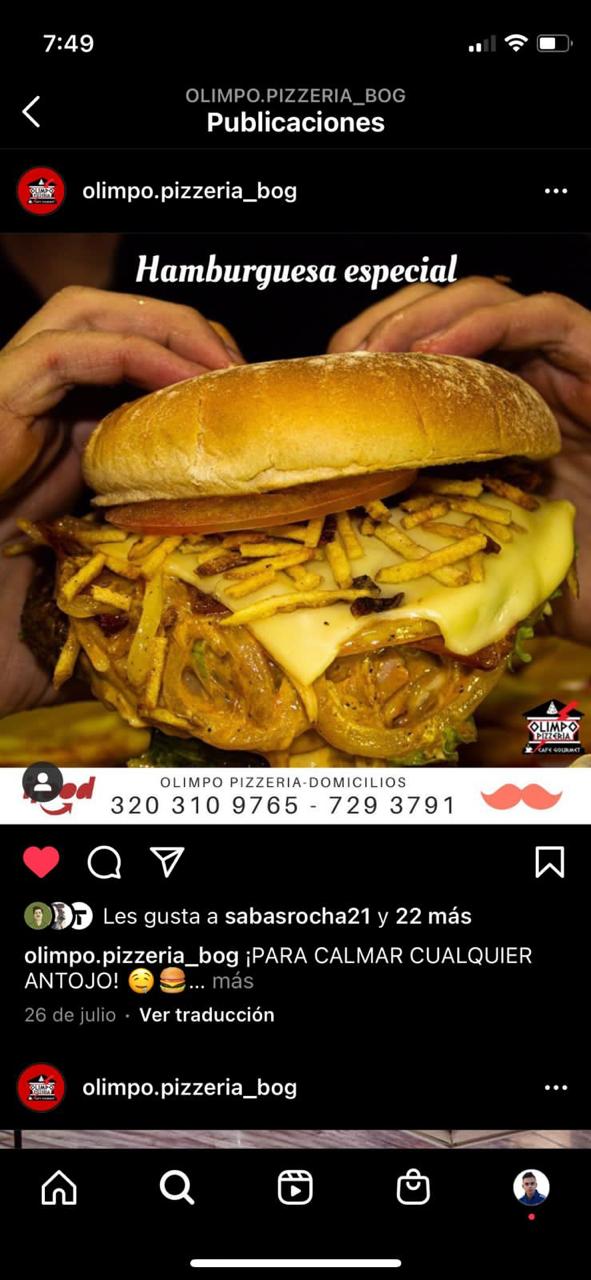 7:49
OLIMPO.PIZZERIA_BOG
Publicaciones
olimpo.pizzeria_bog
Hamburguesa especial
OLIMPO
PIZZERIA
CAFE GOURMET
OLIMPO PIZZERIA-DOMICILIOS
320 310 9765 - 729 3791
Les gusta a sabasrocha21 y 22 más
olimpo.pizzeria_bog ¡PARA CALMAR CUALQUIER
ANTOJO! 🤤🍔... más
26 de julio · Ver traducción
olimpo.pizzeria_bog